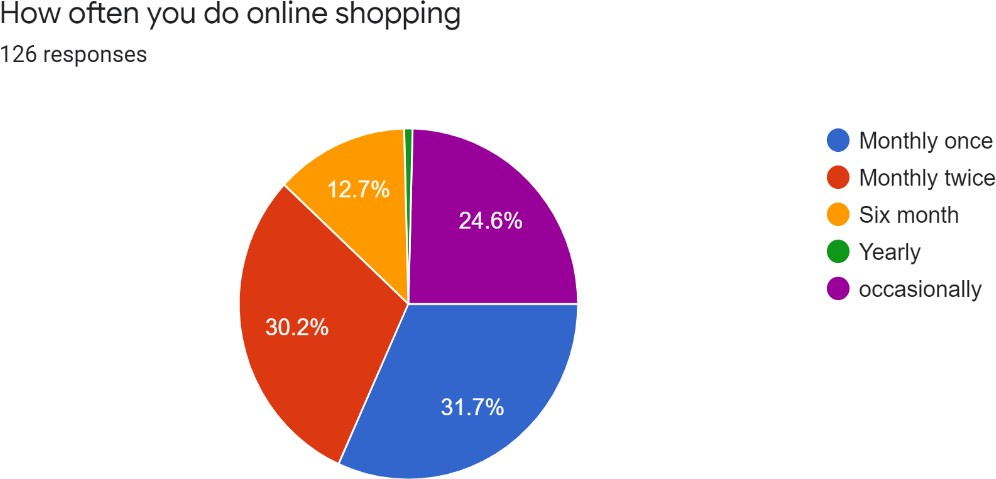 How often you do online shopping
126 responses
12.7%
24.6%
30.2%
31.7%
Monthly once
Monthly twice
Six month
Yearly
occasionally